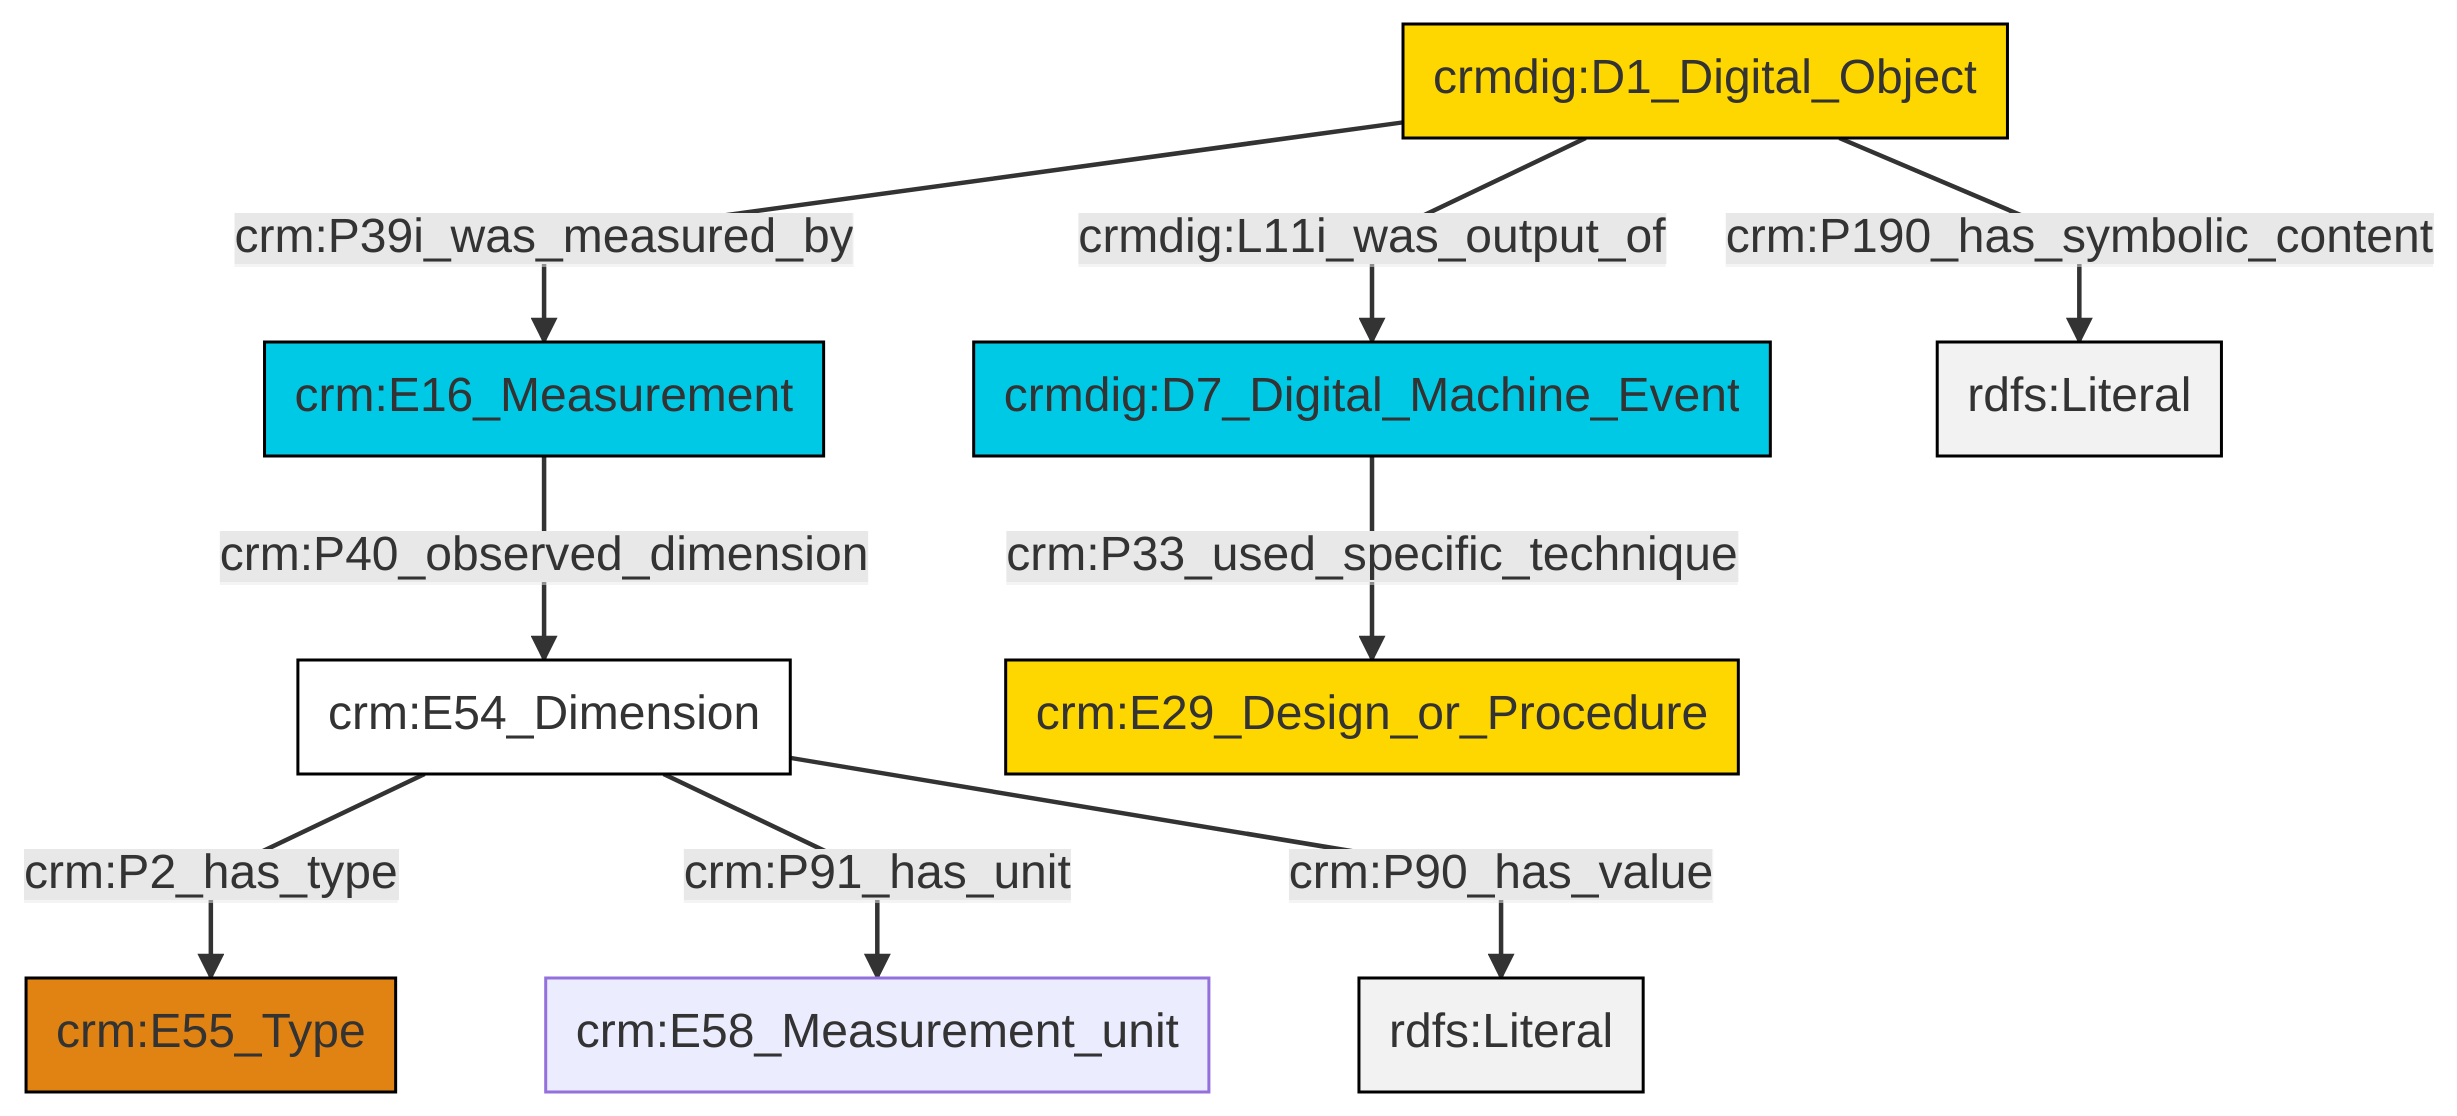 crmdig:D1_Digital_Object
crm:P39i_was_measured_by
crmdig:L11i_was_output_of
crm:P190_has_symbolic_content
crm:E16_Measurement
crmdig:D7_Digital_Machine_Event
rdfs:Literal
crm:P40_observed_dimension
crm:P33_used_specific_technique
crm:E54_Dimension
crm:E29_Design_or_Procedure
crm:P2_has_type
crm:P91_has_unit
crm:P90_has_value
crm:E55_Type
crm:E58_Measurement_unit
rdfs:Literal